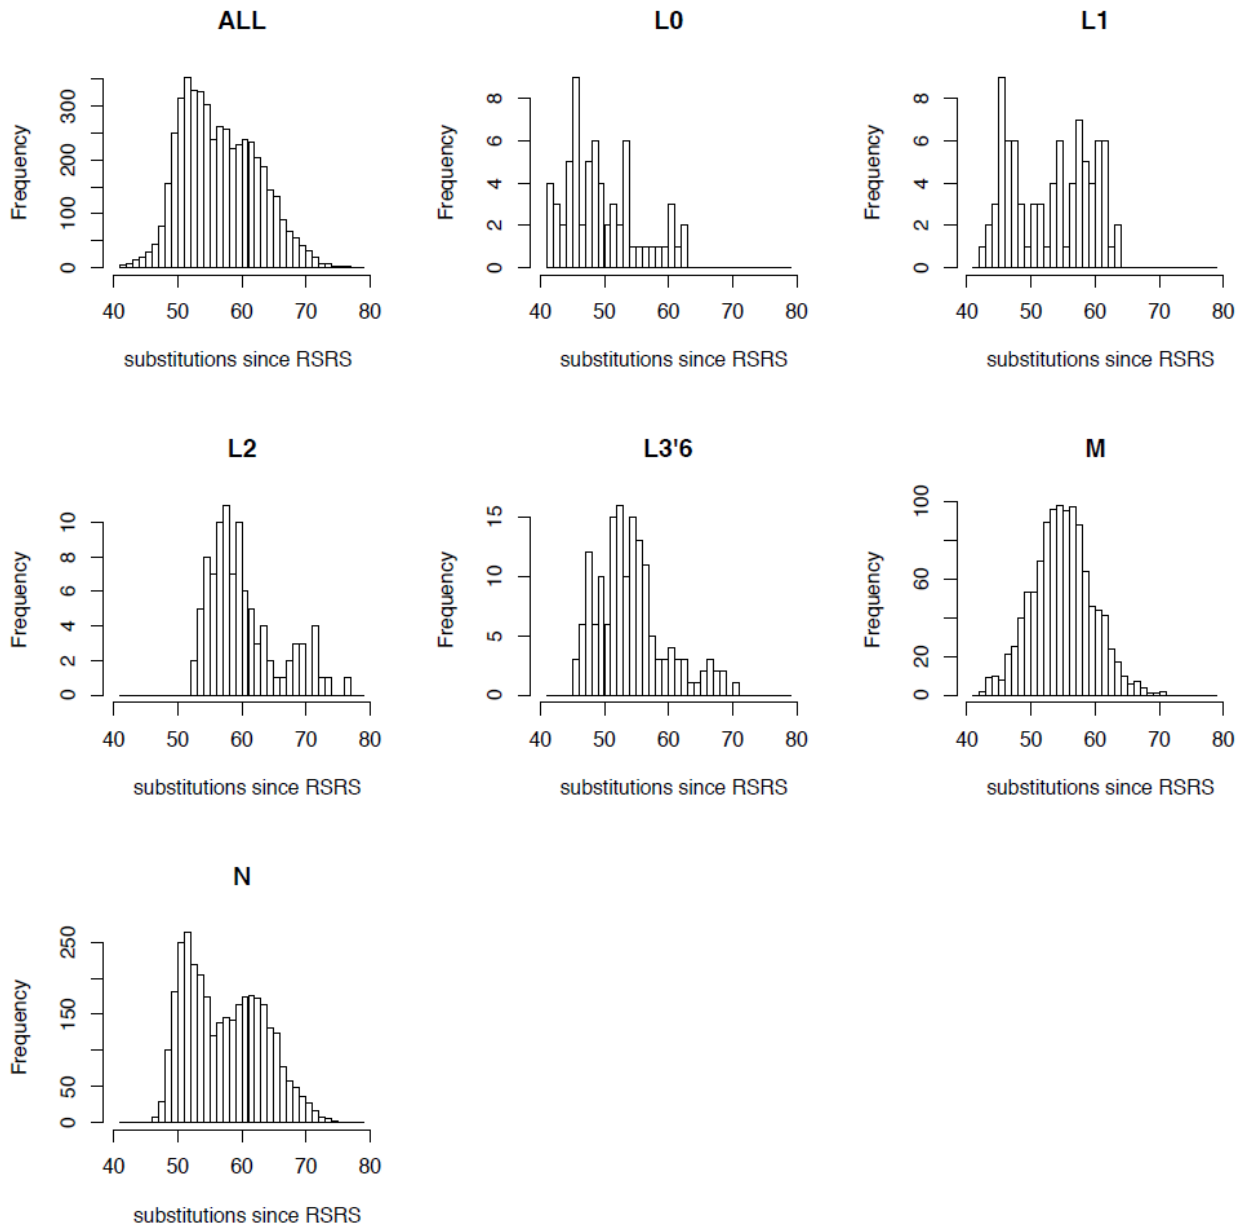 ALL
Frequency
0 100 200 300
40 50 60 70 80
substitutions since RSRS
L0
Frequency
0 2 4 6 8
40 50 60 70 80
substitutions since RSRS
L1
Frequency
0 2 4 6 8
40 50 60 70 80
substitutions since RSRS
L2
Frequency
0 2 4 6 8 10
40 50 60 70 80
substitutions since RSRS
L3'6
Frequency
0 5 10 15
40 50 60 70 80
substitutions since RSRS
M
Frequency
0 20 60 100
40 50 60 70 80
substitutions since RSRS
N
Frequency
0 50 150 250
40 50 60 70 80
substitutions since RSRS